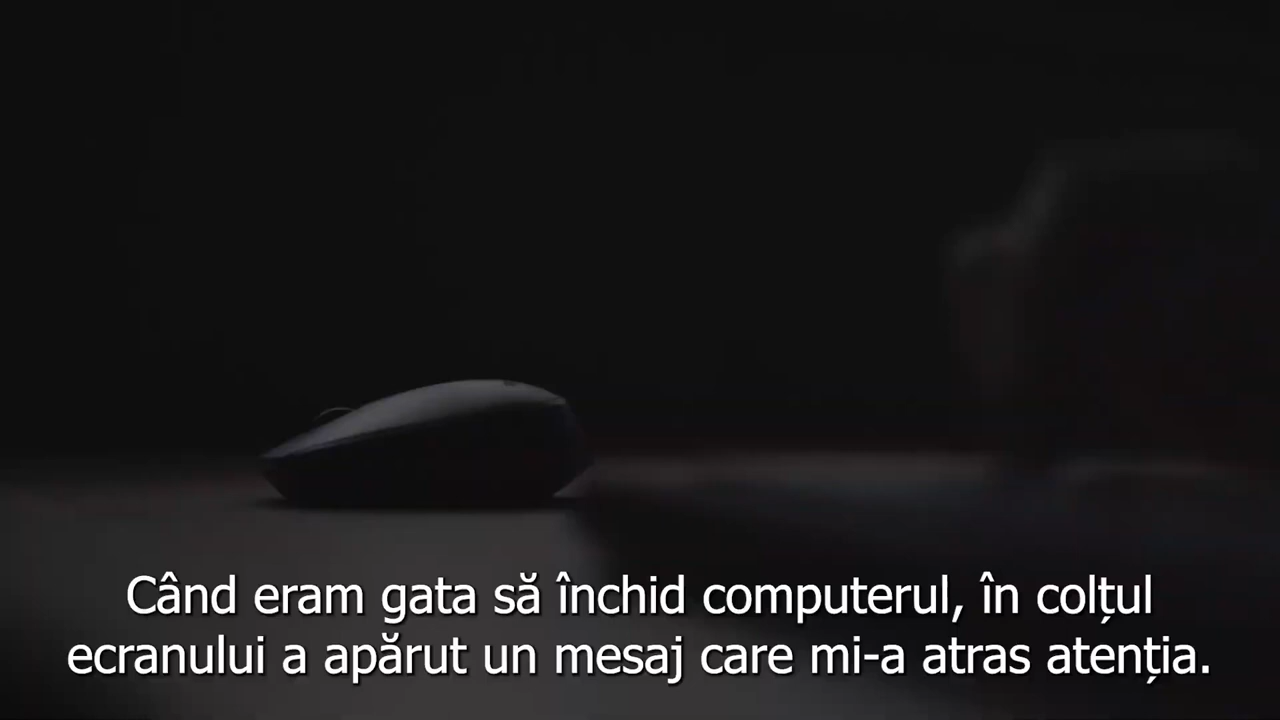 Când eram gata să închid computerul, în colțul
ecranului a apărut un mesaj care mi-a atras atenția.